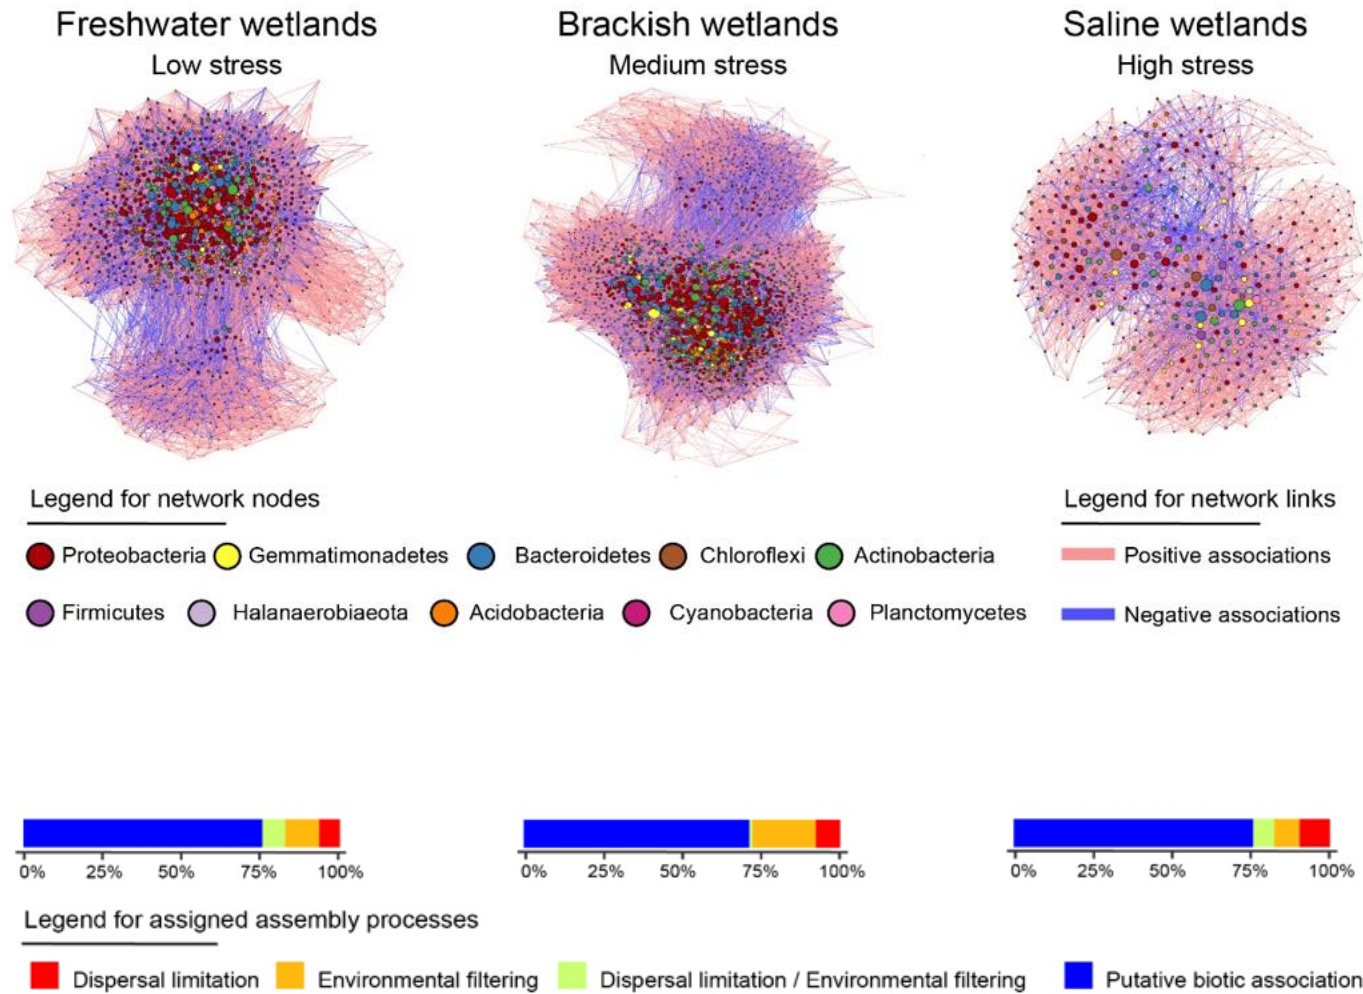 Freshwater wetlands Brackish wetlands Saline wetlands
Low stress Medium stress High stress
Legend for network nodes Legend for network links
Proteobacteria Gemmatimonadetes Bacteroidetes Chloroflexi Actinobacteria Positive associations
Firmicutes Halanaerobiaeota Acidobacteria Cyanobacteria Planctomycetes Negative associations
0% 25% 50% 75% 100% 0% 25% 50% 75% 100% 0% 25% 50% 75% 100%
Legend for assigned assembly processes
Dispersal limitation Environmental filtering Dispersal limitation / Environmental filtering Putative biotic association